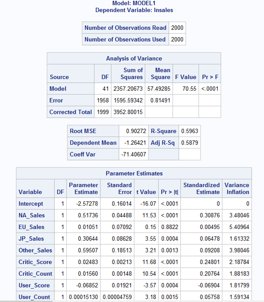 Model: MODEL1
Dependent Variable: lnsales
Number of Observations Read 2000
Number of Observations Used 2000
Analysis of Variance
Source DF Sum of Squares Mean Square F Value Pr > F
Model 41 2357.20673 57.49285 70.55 <.0001
Error 1958 1595.59342 0.81491
Corrected Total 1999 3952.80015
Root MSE 0.90272 R-Square 0.5963
Dependent Mean -1.26421 Adj R-Sq 0.5879
Coeff Var -71.40607
Parameter Estimates
Variable DF Parameter Estimate Standard Error t Value Pr > |t| Standardized Estimate Variance Inflation
Intercept 1 -2.57278 0.16014 -16.07 <.0001 0 0
NA_Sales 1 0.51736 0.04488 11.53 <.0001 0.30876 3.48046
EU_Sales 1 0.01051 0.07092 0.15 0.8822 0.00495 5.40964
JP_Sales 1 0.30644 0.08628 3.55 0.0004 0.06478 1.61332
Other_Sales 1 0.59507 0.18513 3.21 0.0013 0.09208 3.98046
Critic_Score 1 0.02483 0.00213 11.68 <.0001 0.24801 2.18784
Critic_Count 1 0.01560 0.00148 10.54 <.0001 0.20764 1.88183
User_Score 1 -0.06852 0.01921 -3.57 0.0004 -0.06904 1.81799
User_Count 1 0.00015130 0.00004759 3.18 0.0015 0.05758 1.59134